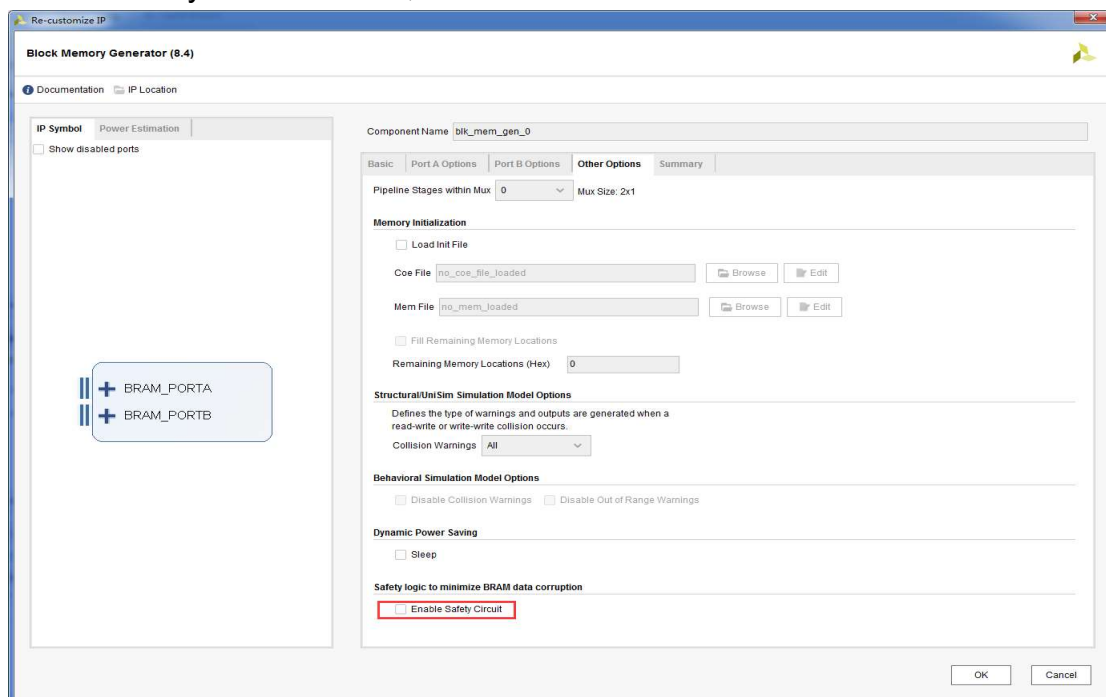 Re-customize IP
Block Memory Generator (8.4)
Documentation IP Location
IP Symbol Power Estimation
Show disabled ports
BRAM_PORTA
BRAM_PORTB
Component Name blk_mem_gen_0
Basic Port A Options Port B Options Other Options Summary
Pipeline Stages within Mux 0 Mux Size: 2x1
Memory Initialization
Load Init File
Coe File no_coe_file_loaded Browse Edit
Mem File no_mem_loaded Browse Edit
Fill Remaining Memory Locations
Remaining Memory Locations (Hex) 0
Structural/UniSim Simulation Model Options
Defines the type of warnings and outputs are generated when a
read-write or write-write collision occurs.
Collision Warnings All
Behavioral Simulation Model Options
Disable Collision Warnings Disable Out of Range Warnings
Dynamic Power Saving
Sleep
Safety logic to minimize BRAM data corruption
Enable Safety Circuit
OK Cancel